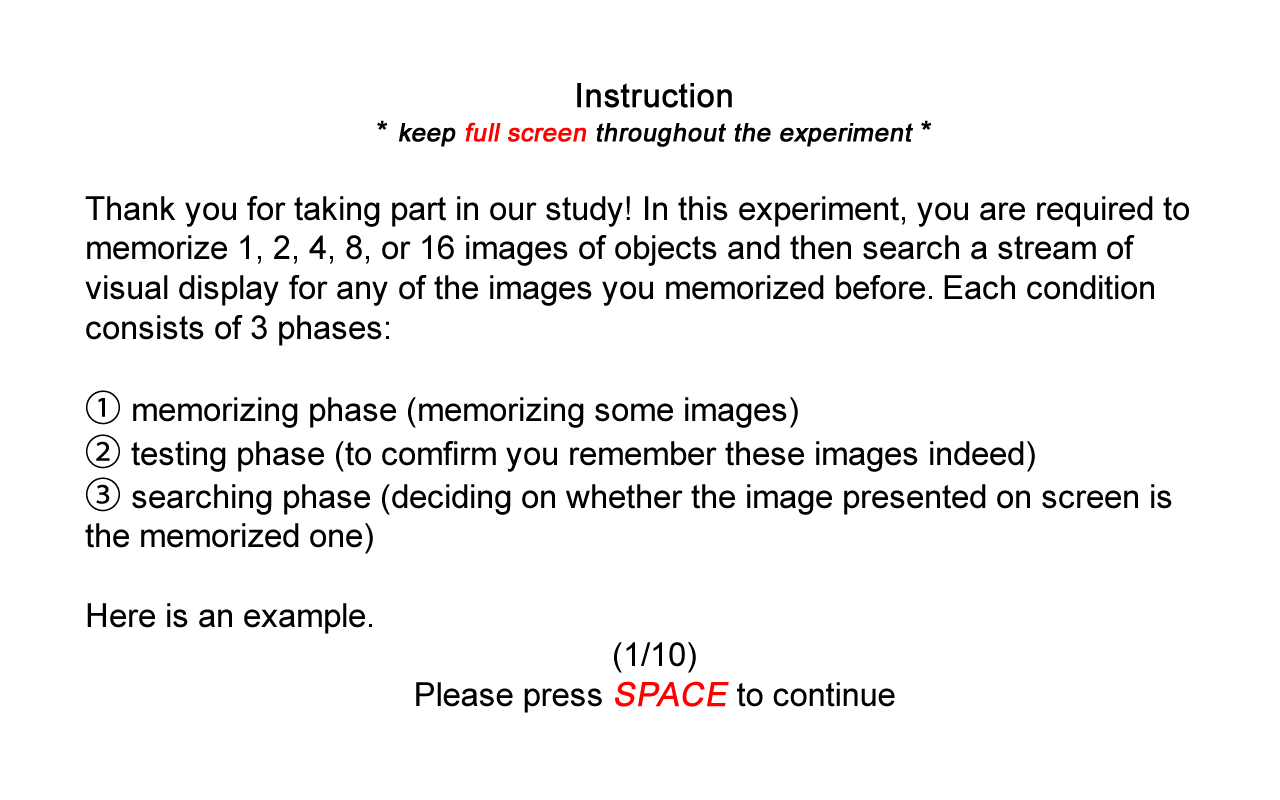 Instruction
* keep full screen throughout the experiment *
Thank you for taking part in our study! In this experiment, you are required to
memorize 1, 2, 4, 8, or 16 images of objects and then search a stream of
visual display for any of the images you memorized before. Each condition
consists of 3 phases:
① memorizing phase (memorizing some images)
② testing phase (to comfirm you remember these images indeed)
③ searching phase (deciding on whether the image presented on screen is
the memorized one)
Here is an example.
(1/10)
Please press SPACE to continue